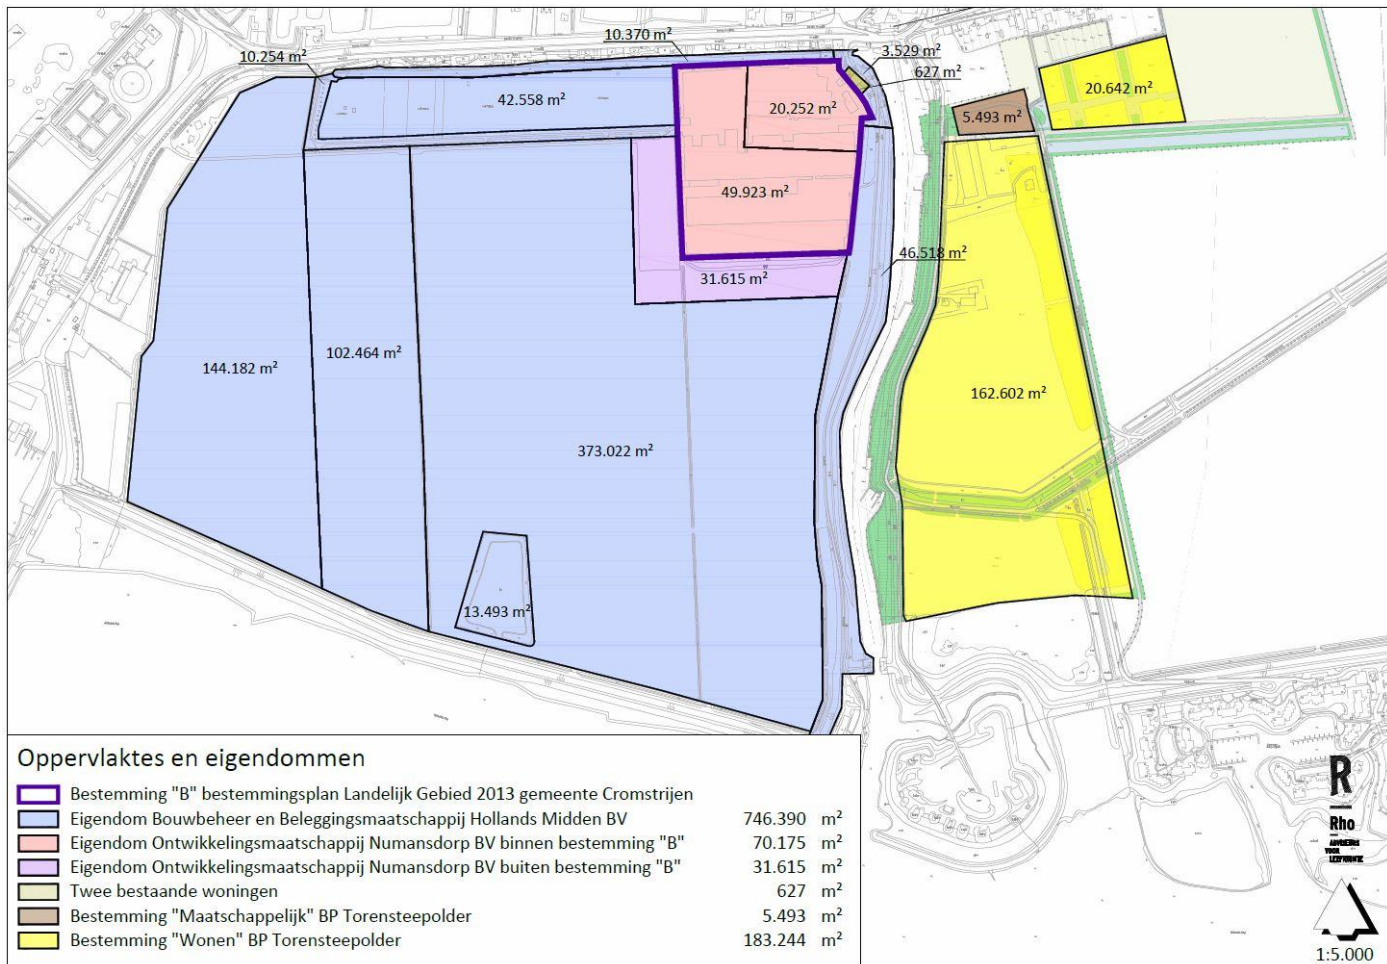 10.370 m²
10.254 m²
3.529 m²
627 m²
42.558 m²
20.252 m²
5.493 m²
20.642 m²
49.923 m²
46.518 m²
31.615 m²
144.182 m²
102.464 m²
162.602 m²
373.022 m²
13.493 m²
Oppervlaktes en eigendommen
Bestemming "B" bestemmingsplan Landelijk Gebied 2013 gemeente Cromstrijen
Eigendom Bouwbeheer en Beleggingsmaatschappij Hollands Midden BV 746.390 m²
Eigendom Ontwikkelingsmaatschappij Numansdorp BV binnen bestemming "B" 70.175 m²
Eigendom Ontwikkelingsmaatschappij Numansdorp BV buiten bestemming "B" 31.615 m²
Twee bestaande woningen 627 m²
Bestemming "Maatschappelijk" BP Torensteepolder 5.493 m²
Bestemming "Wonen" BP Torensteepolder 183.244 m²
R
Rho
ADVISEURS
VOOR
LEEFRUIMTE
1:5.000